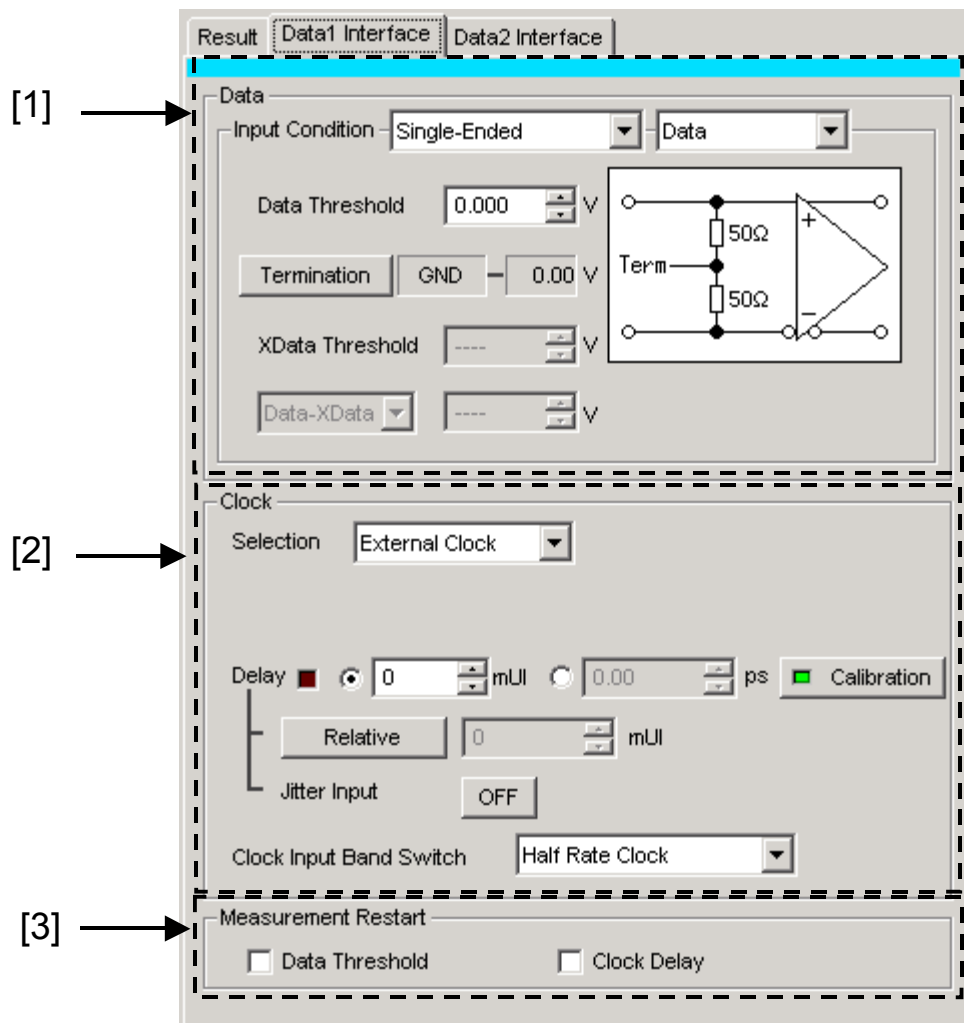 Result Data1 Interface Data2 Interface
[1]
Data
Input Condition Single-Ended Data
Data Threshold 0.000 V
50Ω
Termination GND 0.00 V
Term
50Ω
XData Threshold ---- V
Data-XData ---- V
+
−
[2]
Clock
Selection External Clock
Delay 0 mUI 0.00 ps Calibration
Relative 0 mUI
Jitter Input OFF
Clock Input Band Switch Half Rate Clock
[3]
Measurement Restart
Data Threshold Clock Delay